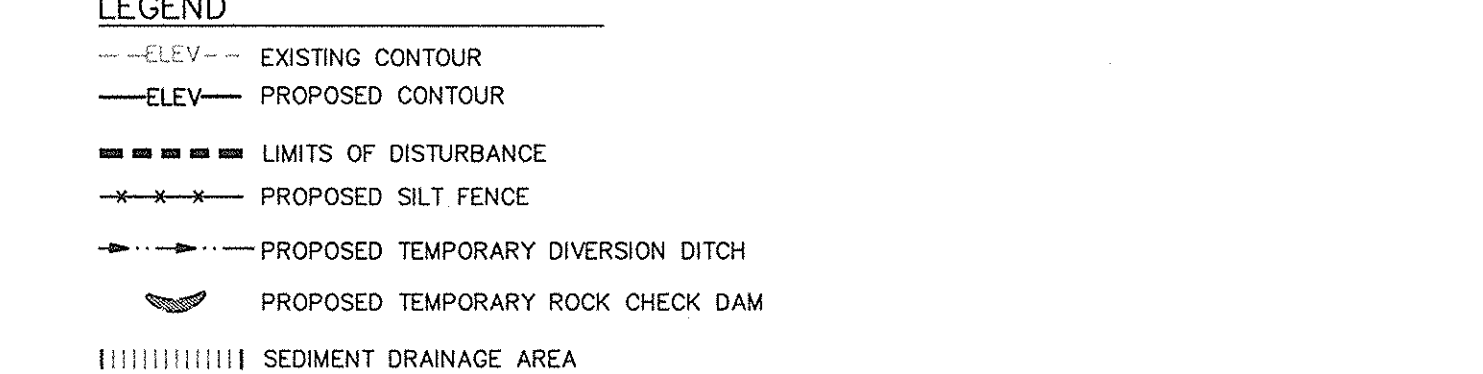 LEGEND
ELEV EXISTING CONTOUR
ELEV PROPOSED CONTOUR
LIMITS OF DISTURBANCE
PROPOSED SILT FENCE
PROPOSED TEMPORARY DIVERSION DITCH
PROPOSED TEMPORARY ROCK CHECK DAM
SEDIMENT DRAINAGE AREA